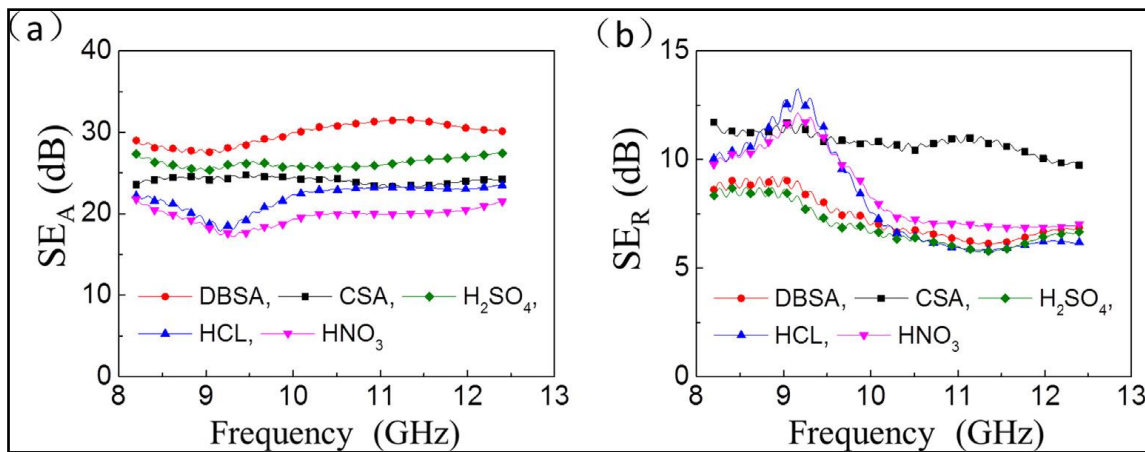 （a）
SE_A (dB)
40
30
20
10
0
DBSA, CSA, H₂SO₄,
HCL, HNO₃
8 9 10 11 12 13
Frequency (GHz)
（b）
SE_R (dB)
15
10
5
0
DBSA, CSA, H₂SO₄,
HCL, HNO₃
8 9 10 11 12 13
Frequency (GHz)